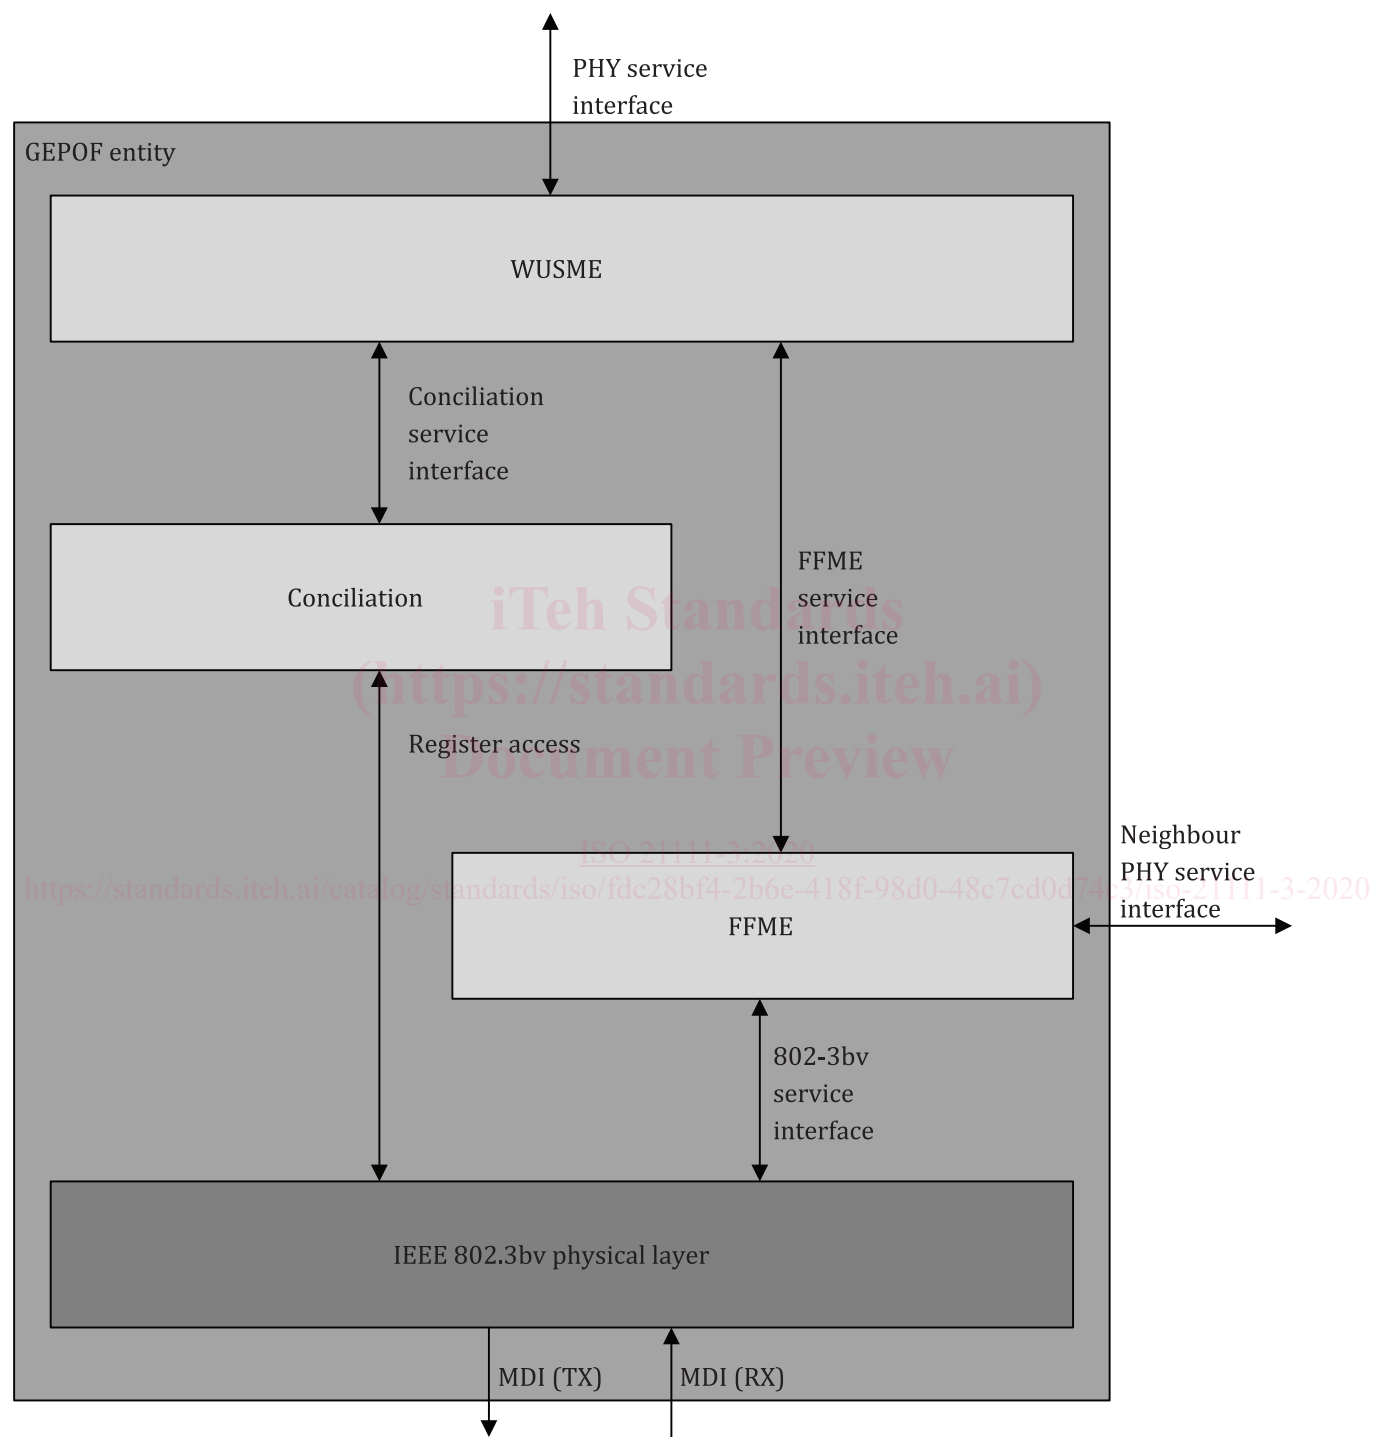 PHY service
interface
GEPOF entity
WUSME
Conciliation
service
interface
FFME
service
interface
Conciliation
iTeh Standards
(https://standards.iteh.ai)
Document Preview
Register access
ISO 21111-3:2020
https://standards.iteh.ai/catalog/standards/iso/fdc28bf4-2b6e-418f-98d0-48c7cd0d74c3/iso-21111-3-2020
Neighbour
PHY service
interface
FFME
802-3bv
service
interface
IEEE 802.3bv physical layer
MDI (TX)
MDI (RX)